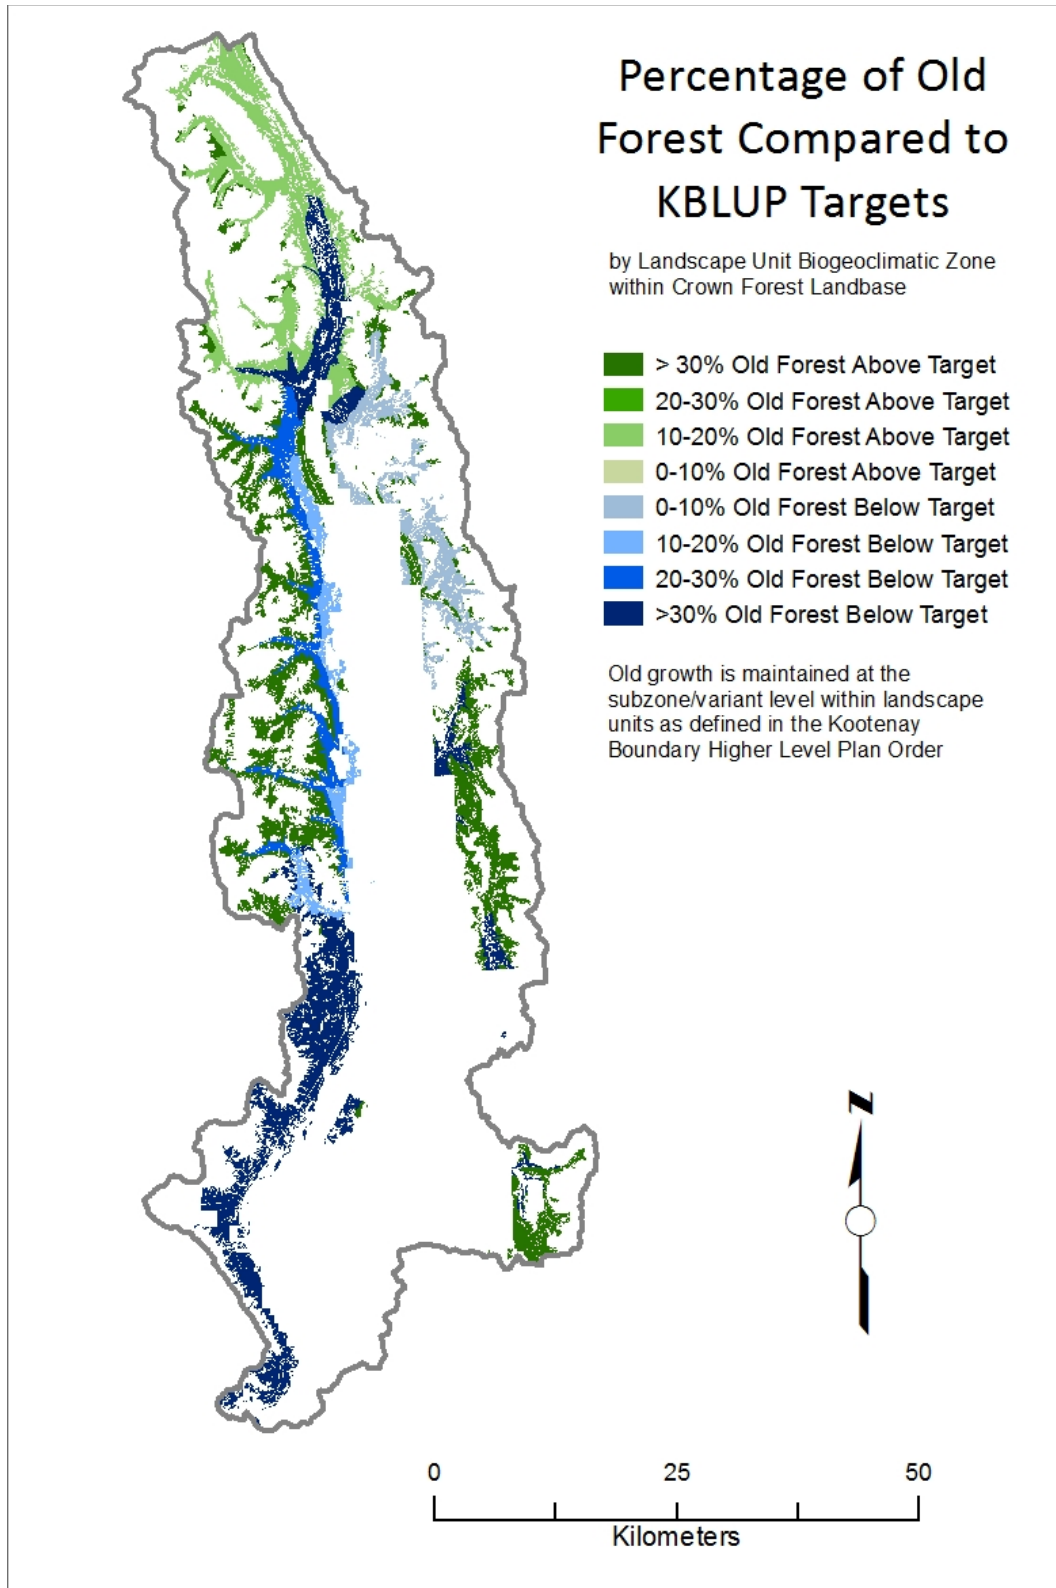 Percentage of Old
Forest Compared to
KBLUP Targets
by Landscape Unit Biogeoclimatic Zone
within Crown Forest Landbase
> 30% Old Forest Above Target
20-30% Old Forest Above Target
10-20% Old Forest Above Target
0-10% Old Forest Above Target
0-10% Old Forest Below Target
10-20% Old Forest Below Target
20-30% Old Forest Below Target
>30% Old Forest Below Target
Old growth is maintained at the
subzone/variant level within landscape
units as defined in the Kootenay
Boundary Higher Level Plan Order
N
0 25 50
Kilometers